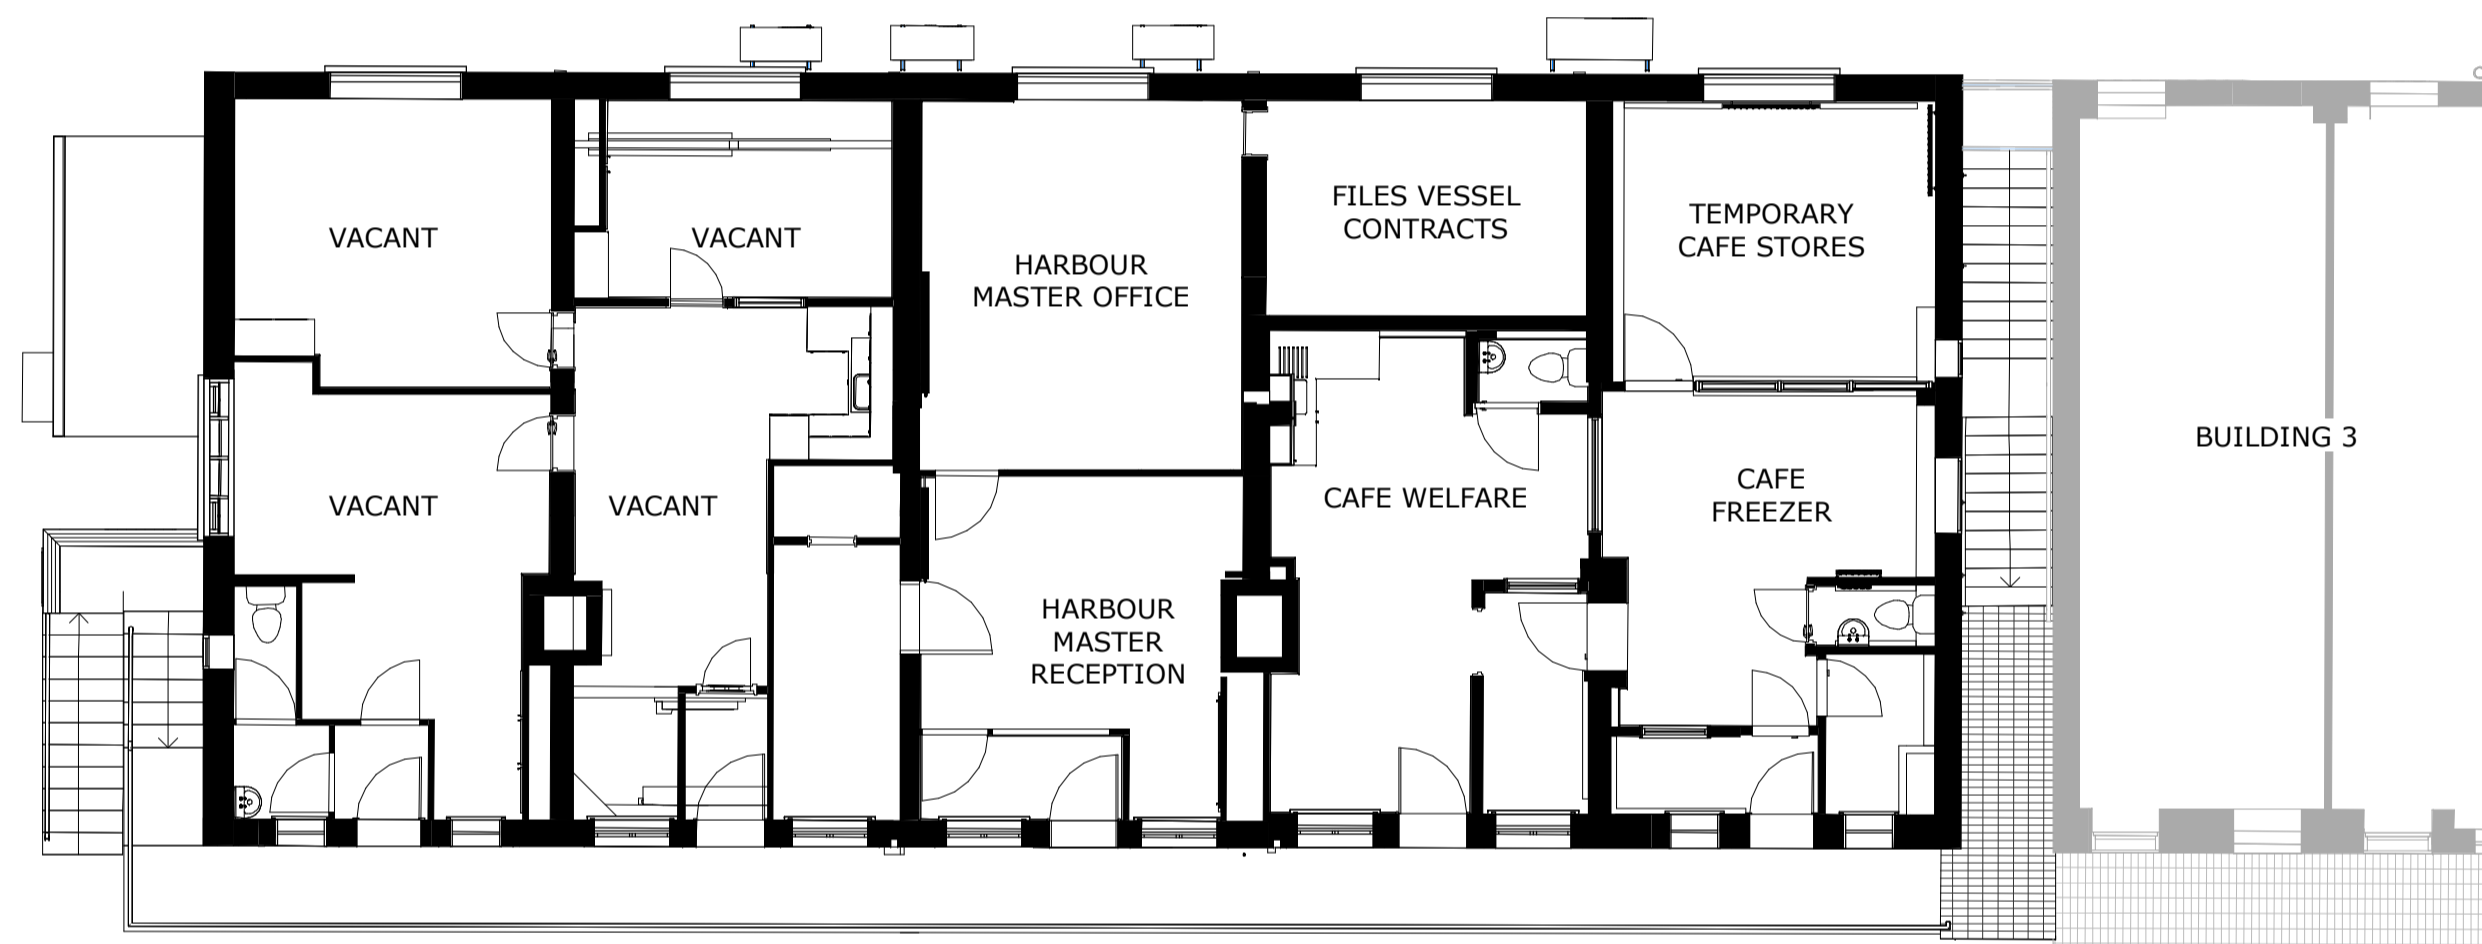 VACANT
VACANT
HARBOUR
MASTER OFFICE
FILES VESSEL
CONTRACTS
TEMPORARY
CAFE STORES
VACANT
VACANT
CAFE WELFARE
CAFE
FREEZER
BUILDING 3
HARBOUR
MASTER
RECEPTION